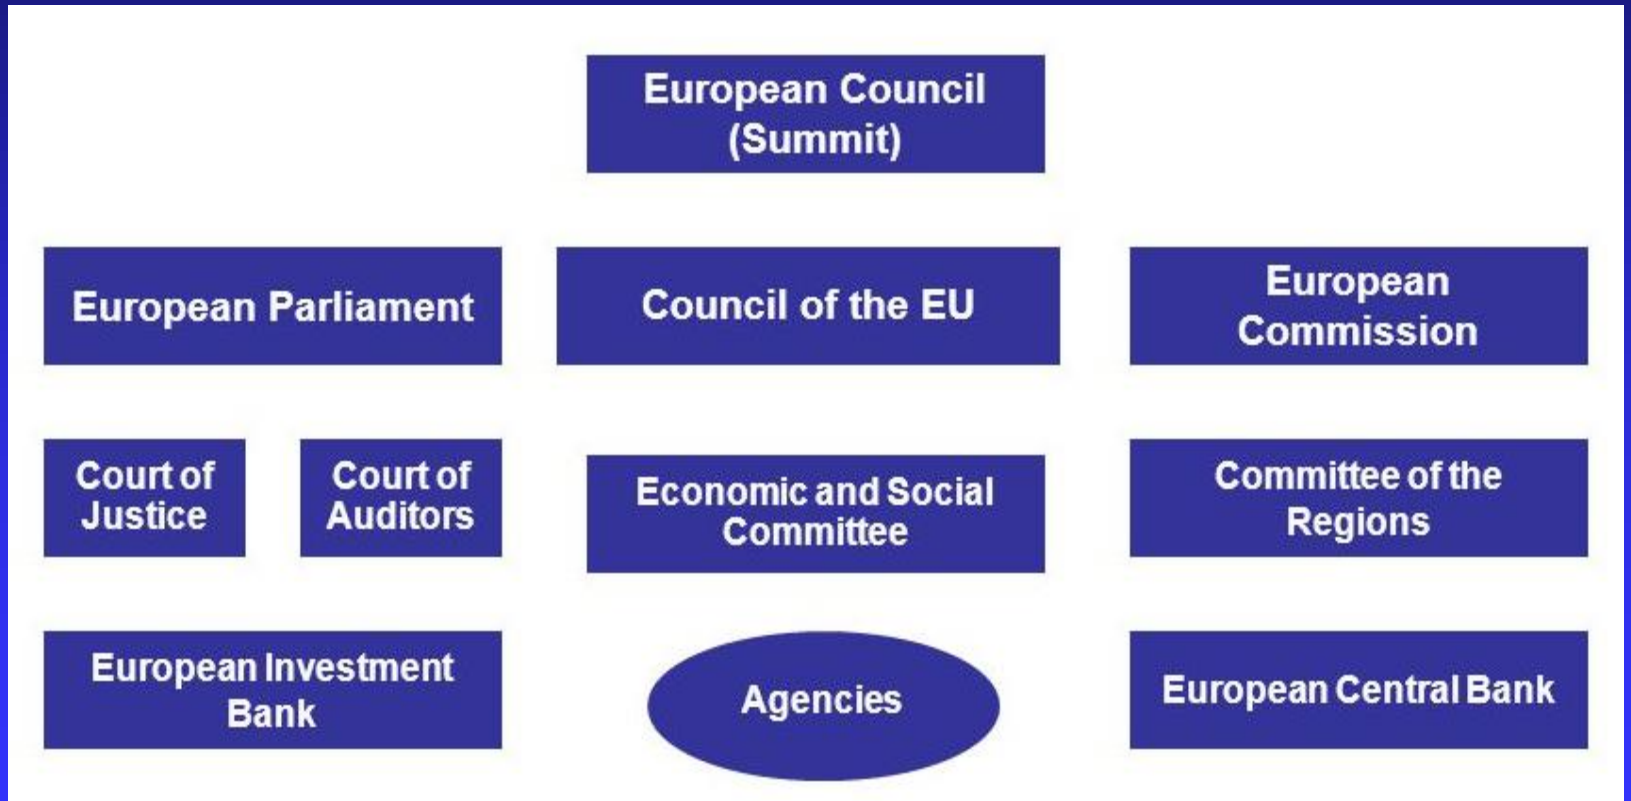 European Council
(Summit)
European Parliament
Council of the EU
European
Commission
Court of
Justice
Court of
Auditors
Economic and Social
Committee
Committee of the
Regions
European Investment
Bank
Agencies
European Central Bank